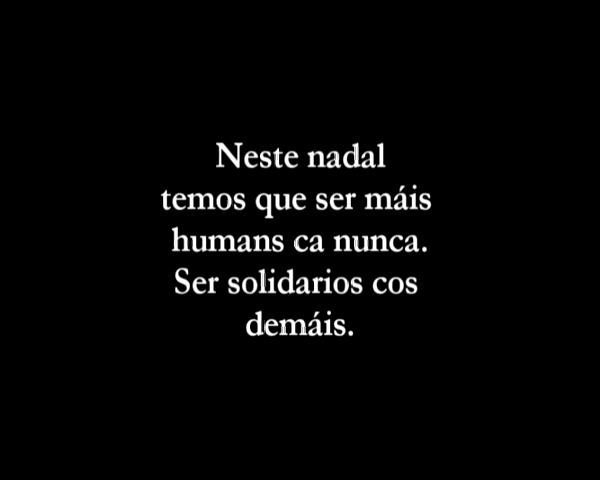 Neste nadal
temos que ser máis
humans ca nunca.
Ser solidarios cos
demáis.